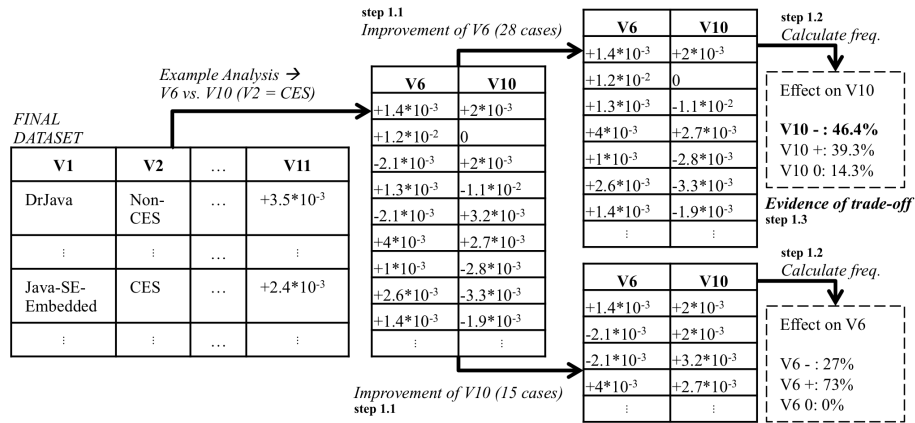 step 1.1
Improvement of V6 (28 cases)
step 1.2
Calculate freq.
Example Analysis →
V6 vs. V10 (V2 = CES)
FINAL
DATASET
V1 V2 … V11
DrJava Non-CES … +3.5*10⁻³
⋮ ⋮ … ⋮
Java-SE-Embedded CES … +2.4*10⁻³
⋮ ⋮ … ⋮
V6 V10
+1.4*10⁻³ +2*10⁻³
+1.2*10⁻² 0
-2.1*10⁻³ +2*10⁻³
+1.3*10⁻³ -1.1*10⁻²
-2.1*10⁻³ +3.2*10⁻³
+4*10⁻³ +2.7*10⁻³
+1*10⁻³ -2.8*10⁻³
+2.6*10⁻³ -3.3*10⁻³
+1.4*10⁻³ -1.9*10⁻³
⋮ ⋮
V6 V10
+1.4*10⁻³ +2*10⁻³
+1.2*10⁻² 0
+1.3*10⁻³ -1.1*10⁻²
+4*10⁻³ +2.7*10⁻³
+1*10⁻³ -2.8*10⁻³
+2.6*10⁻³ -3.3*10⁻³
+1.4*10⁻³ -1.9*10⁻³
⋮ ⋮
Effect on V10
V10 - : 46.4%
V10 +: 39.3%
V10 0: 14.3%
Evidence of trade-off
step 1.3
step 1.2
Calculate freq.
V6 V10
+1.4*10⁻³ +2*10⁻³
-2.1*10⁻³ +2*10⁻³
-2.1*10⁻³ +3.2*10⁻³
+4*10⁻³ +2.7*10⁻³
⋮ ⋮
Effect on V6
V6 - : 27%
V6 +: 73%
V6 0: 0%
Improvement of V10 (15 cases)
step 1.1